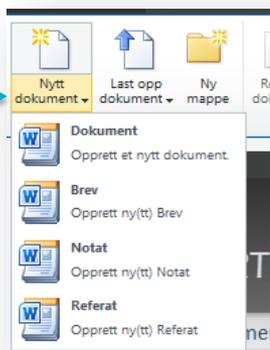 Nytt
dokument
Last opp
dokument
Ny
mappe
Dokument
Opprett et nytt dokument.
Brev
Opprett ny(tt) Brev
Notat
Opprett ny(tt) Notat
Referat
Opprett ny(tt) Referat